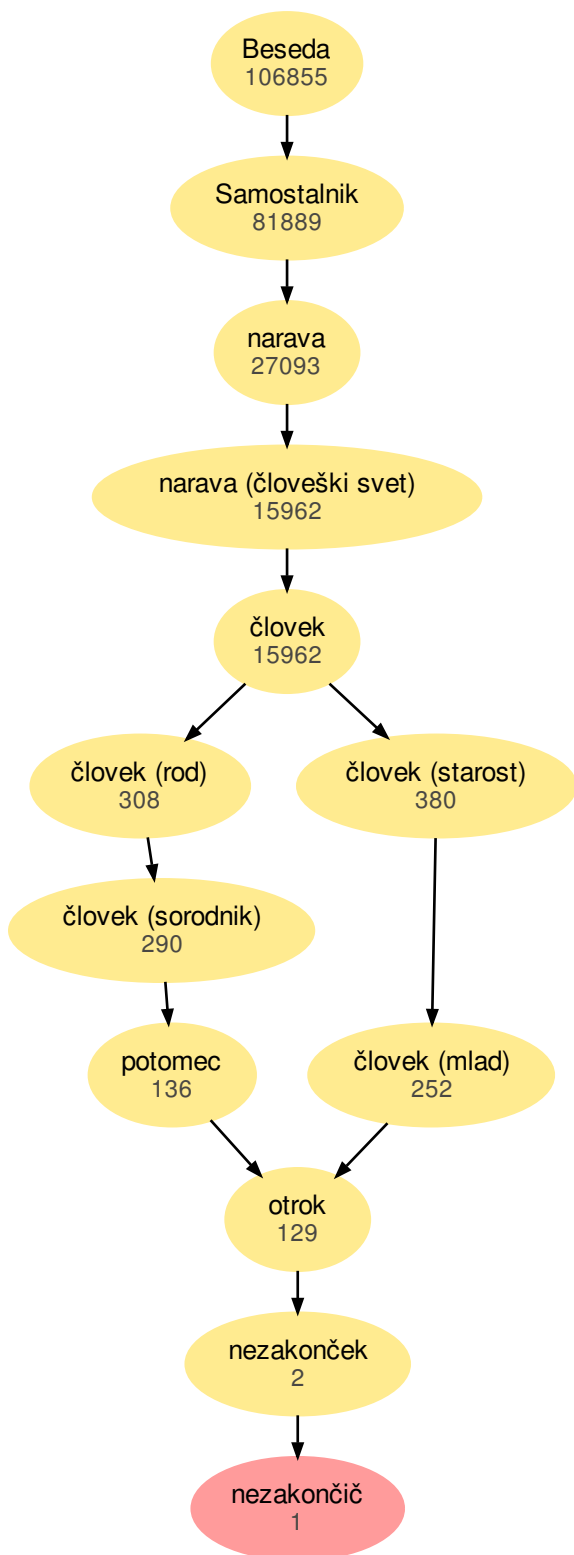 Beseda
106855
Samostalnik
81889
narava
27093
narava (človeški svet)
15962
človek
15962
človek (rod)
308
človek (starost)
380
človek (sorodnik)
290
potomec
136
človek (mlad)
252
otrok
129
nezakonček
2
nezakončič
1